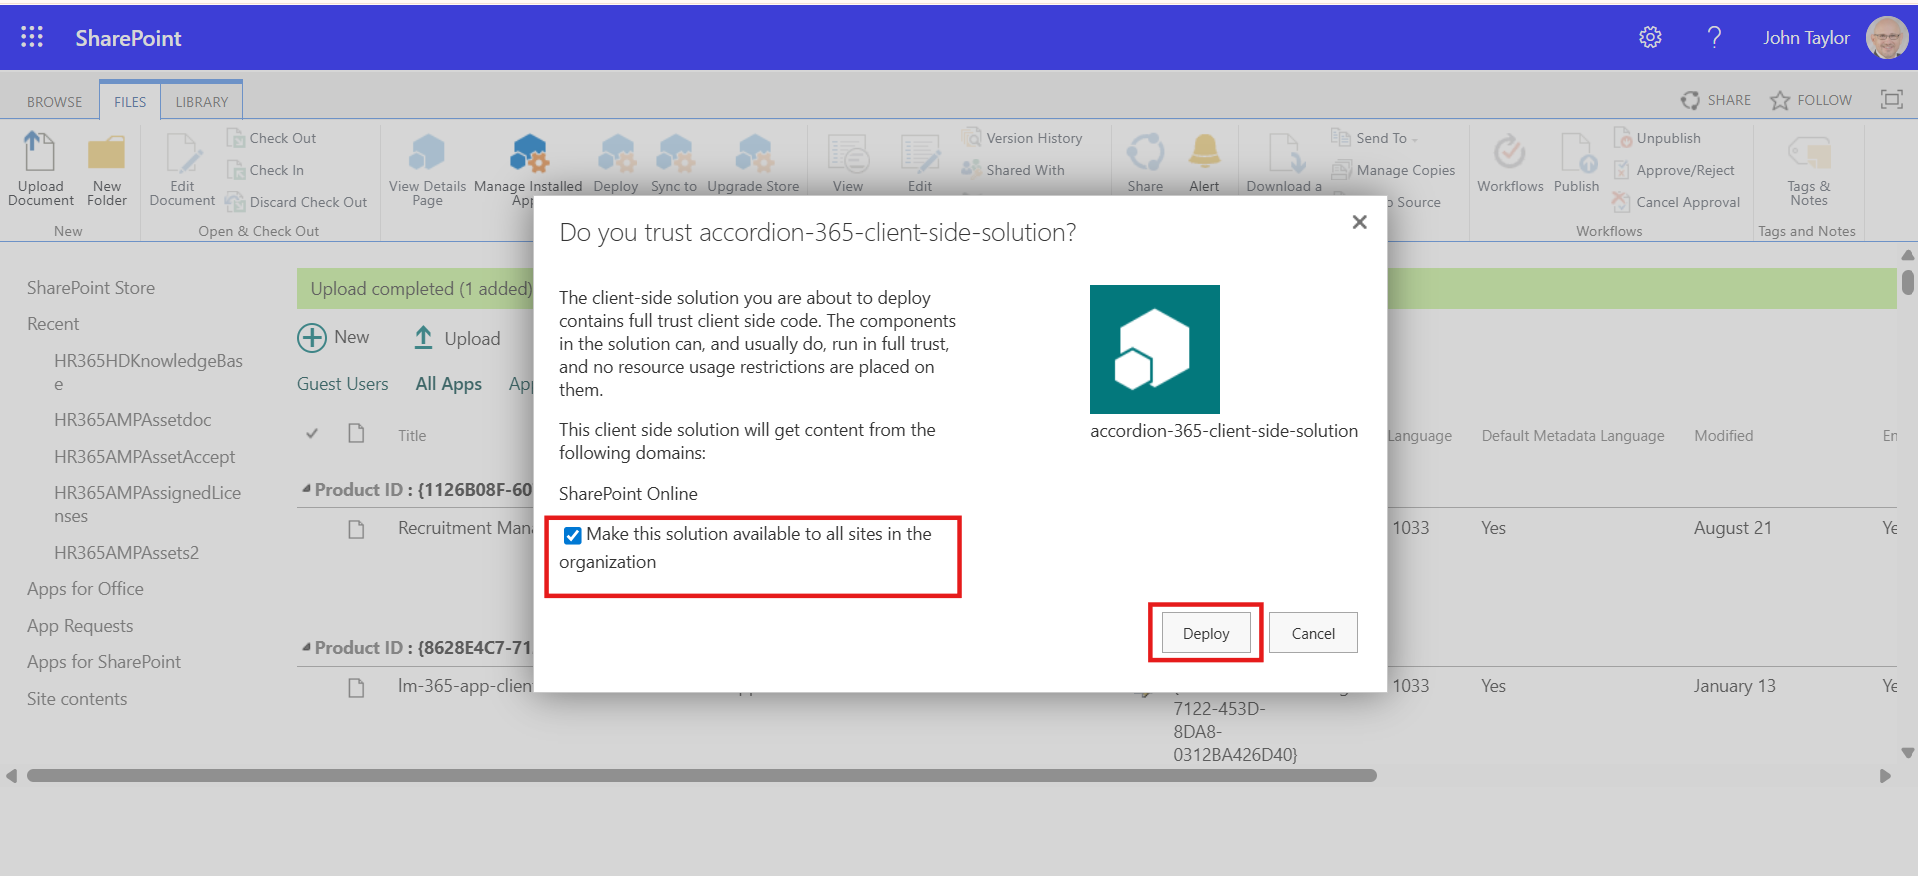 SharePoint
John Taylor
BROWSE
FILES
LIBRARY
SHARE
FOLLOW
Upload
Document
New
Folder
New
Edit
Document
Check Out
Check In
Discard Check Out
Open & Check Out
View Details
Page
Manage Installed
Deploy
Sync to
Upgrade Store
View
Edit
Version History
Shared With
Share
Alert
Download a
Send To
Manage Copies
Source
Workflows
Publish
Unpublish
Approve/Reject
Cancel Approval
Workflows
Tags &
Notes
Tags and Notes
SharePoint Store
Recent
HR365HDKnowledgeBas
e
HR365AMPAssetdoc
HR365AMPAssetAccept
HR365AMPAssignedLice
nses
HR365AMPAssets2
Apps for Office
App Requests
Apps for SharePoint
Site contents
Upload completed (1 added)
New
Upload
Guest Users
All Apps
App
Title
Language
Default Metadata Language
Modified
En
Product ID : {1126B08F-60
Recruitment Man
1033
Yes
August 21
Ye
Product ID : {8628E4C7-71
lm-365-app-clien
1033
Yes
January 13
Ye
7122-453D-
8DA8-
0312BA426D40}
Do you trust accordion-365-client-side-solution?
The client-side solution you are about to deploy
contains full trust client side code. The components
in the solution can, and usually do, run in full trust,
and no resource usage restrictions are placed on
them.
This client side solution will get content from the
following domains:
SharePoint Online
Make this solution available to all sites in the
organization
accordion-365-client-side-solution
Deploy
Cancel